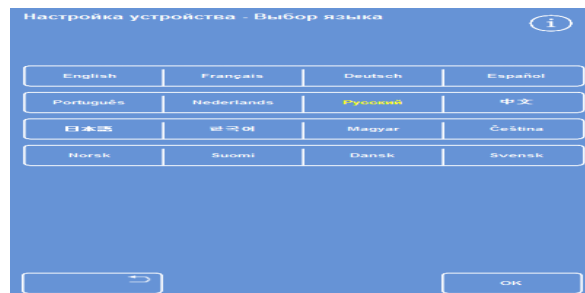 Настройка устройства - Выбор языка
i
English Français Deutsch Español
Português Nederlands Русский 中文
日本語 한국어 Magyar Čeština
Norsk Suomi Dansk Svensk
OK